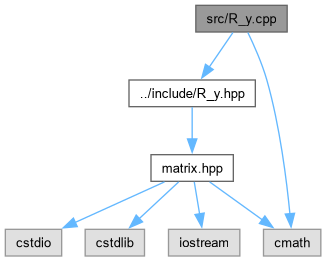 src/R_y.cpp
../include/R_y.hpp
matrix.hpp
cstdio
cstdlib
iostream
cmath